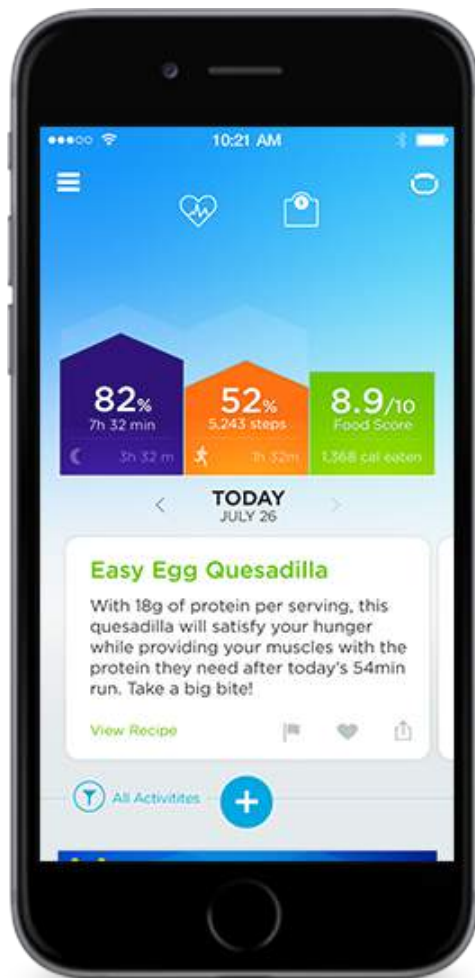 10:21 AM
82%
7h 32 min
3h 32 m
52%
5,243 steps
1h 32m
8.9/10
Food Score
1,368 cal eaten
TODAY
JULY 26
Easy Egg Quesadilla
With 18g of protein per serving, this
quesadilla will satisfy your hunger
while providing your muscles with the
protein they need after today's 54min
run. Take a big bite!
View Recipe
All Activitites